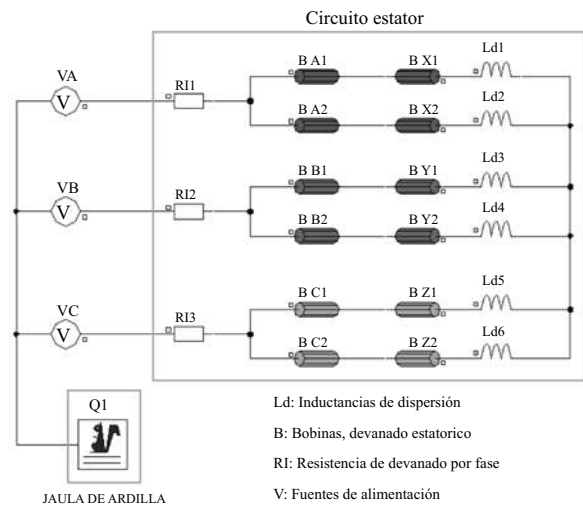 Circuito estator
VA
V
RI1
B A1
B X1
Ld1
B A2
B X2
Ld2
VB
V
RI2
B B1
B Y1
Ld3
B B2
B Y2
Ld4
VC
V
RI3
B C1
B Z1
Ld5
B C2
B Z2
Ld6
Q1
JAULA DE ARDILLA
Ld: Inductancias de dispersión
B: Bobinas, devanado estatorico
RI: Resistencia de devanado por fase
V: Fuentes de alimentación